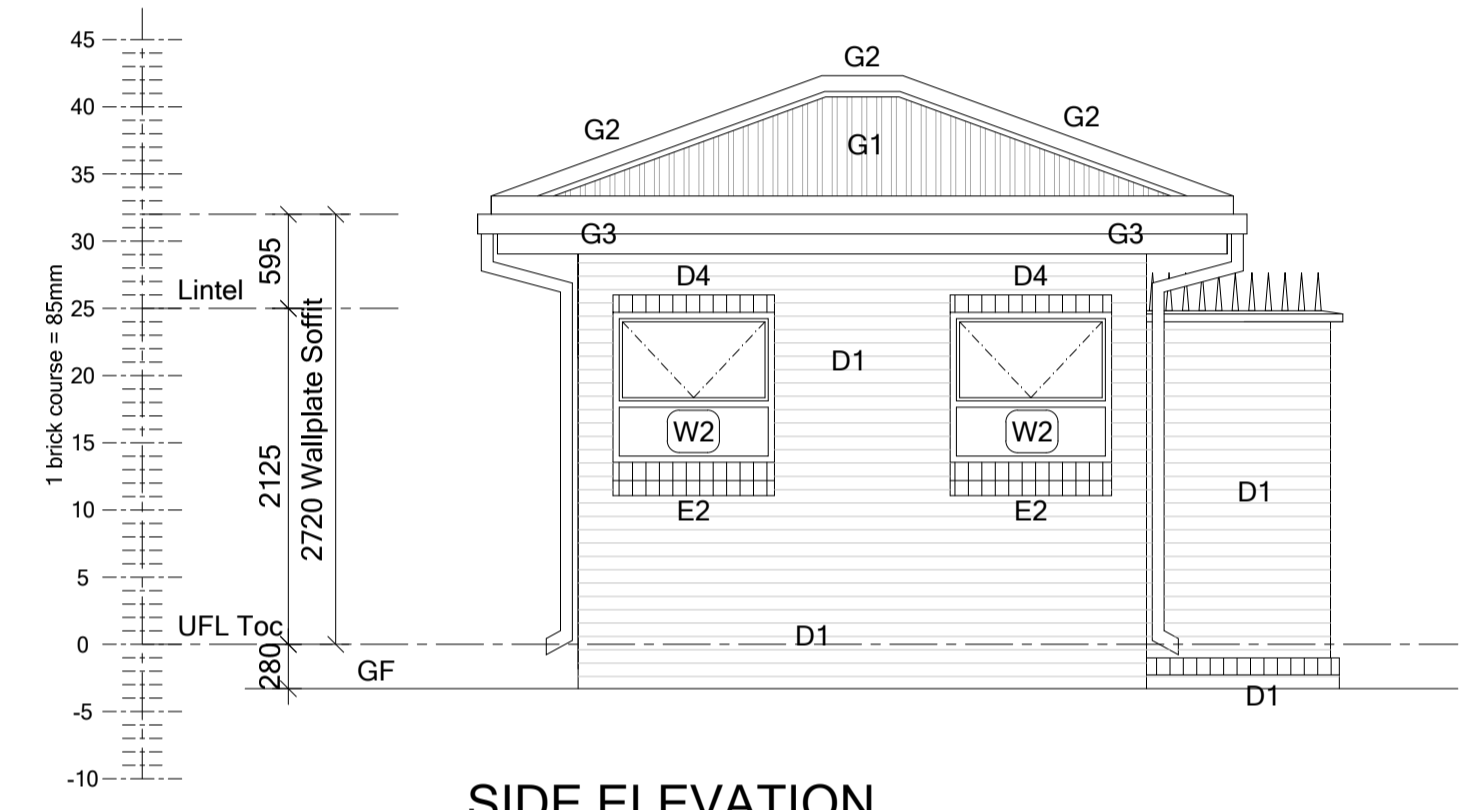 45
40
35
30
25
20
15
10
5
0
-5
-10
1 brick course = 85mm
595
2125
280
2720 Wallplate Soffit
Lintel
UFL Toc
GF
G2
G2
G2
G1
G3
G3
D4
D4
D1
W2
W2
E2
E2
D1
D1
D1
SIDE ELEVATION